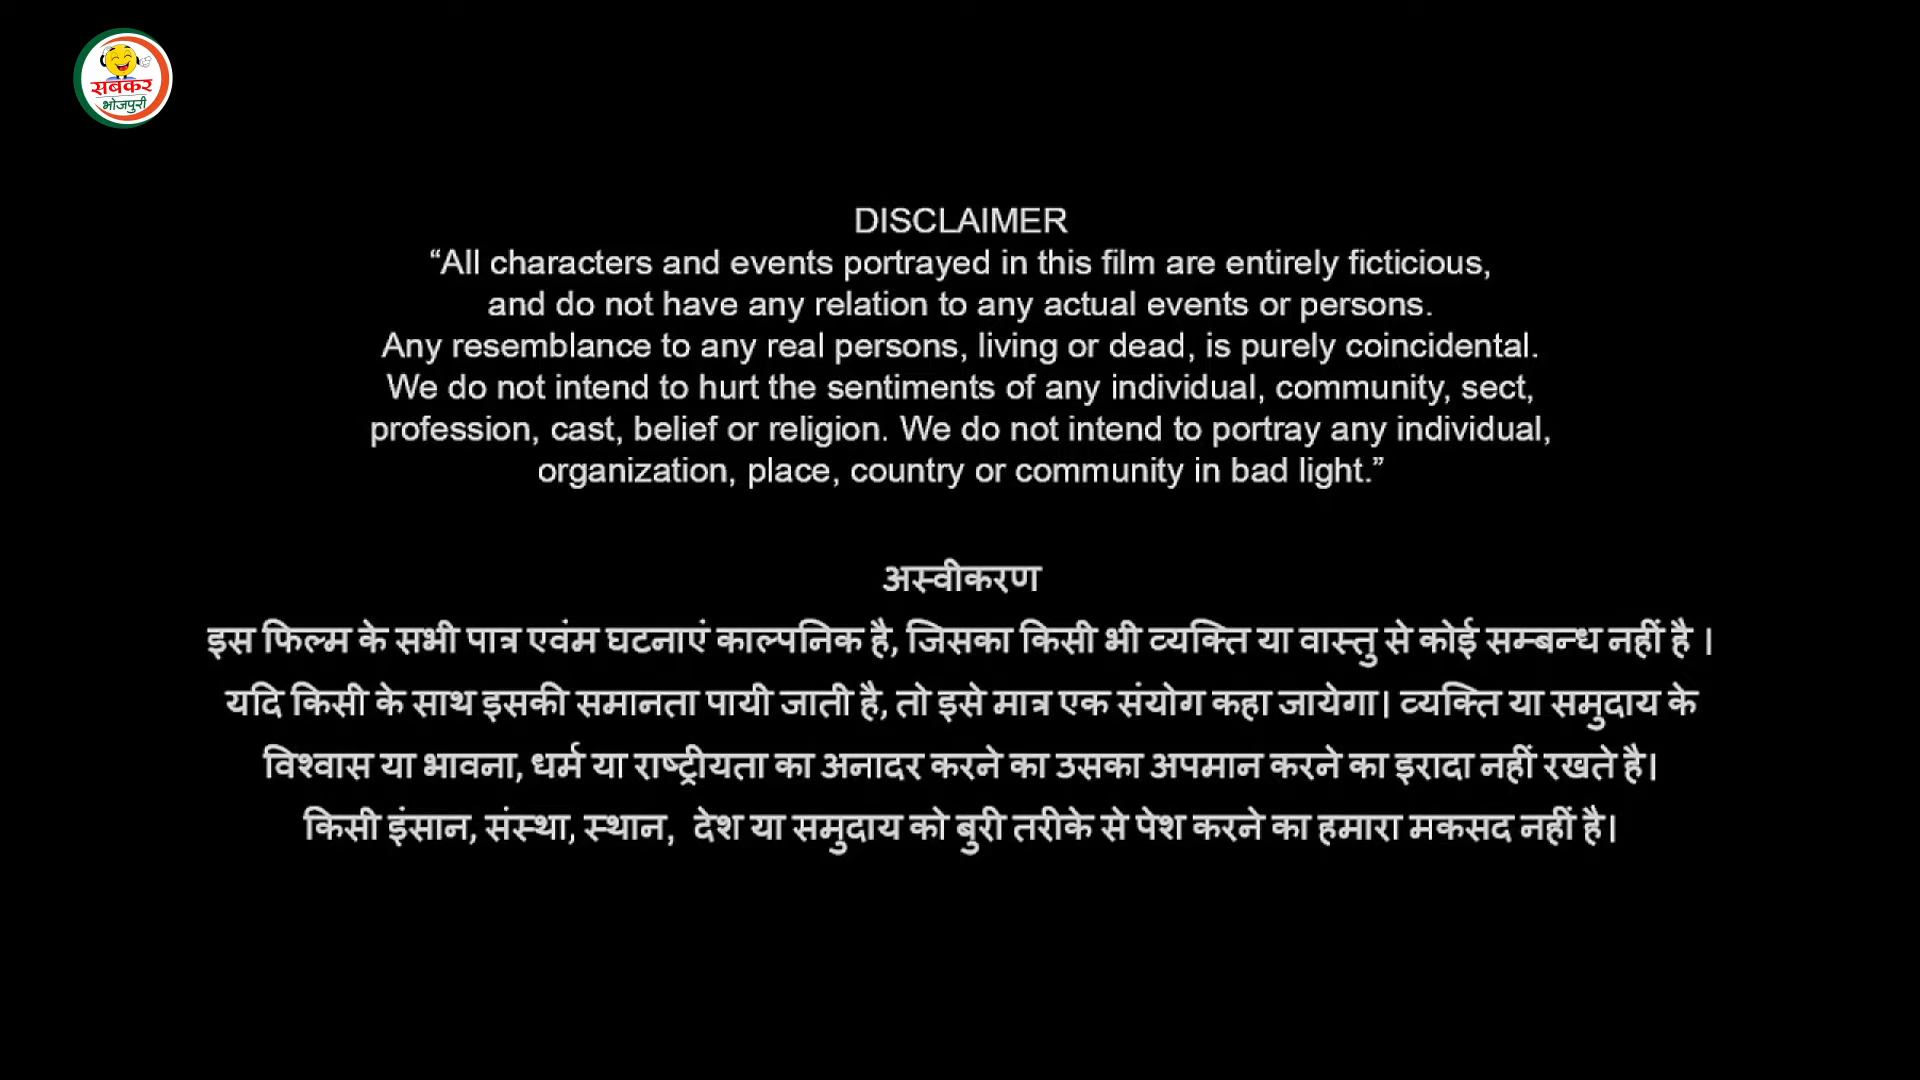 सबकर
भोजपुरी
DISCLAIMER
“All characters and events portrayed in this film are entirely ficticious,
and do not have any relation to any actual events or persons.
Any resemblance to any real persons, living or dead, is purely coincidental.
We do not intend to hurt the sentiments of any individual, community, sect,
profession, cast, belief or religion. We do not intend to portray any individual,
organization, place, country or community in bad light.”
अस्वीकरण
इस फिल्म के सभी पात्र एवंम घटनाएं काल्पनिक है, जिसका किसी भी व्यक्ति या वास्तु से कोई सम्बन्ध नहीं है ।
यदि किसी के साथ इसकी समानता पायी जाती है, तो इसे मात्र एक संयोग कहा जायेगा। व्यक्ति या समुदाय के
विश्वास या भावना, धर्म या राष्ट्रीयता का अनादर करने का उसका अपमान करने का इरादा नहीं रखते है।
किसी इंसान, संस्था, स्थान, देश या समुदाय को बुरी तरीके से पेश करने का हमारा मकसद नहीं है।